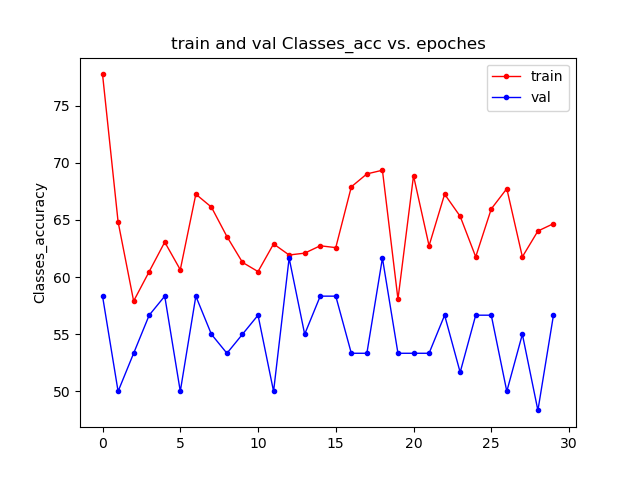 train and val Classes_acc vs. epoches
train
val
Classes_accuracy
75
70
65
60
55
50
0 5 10 15 20 25 30